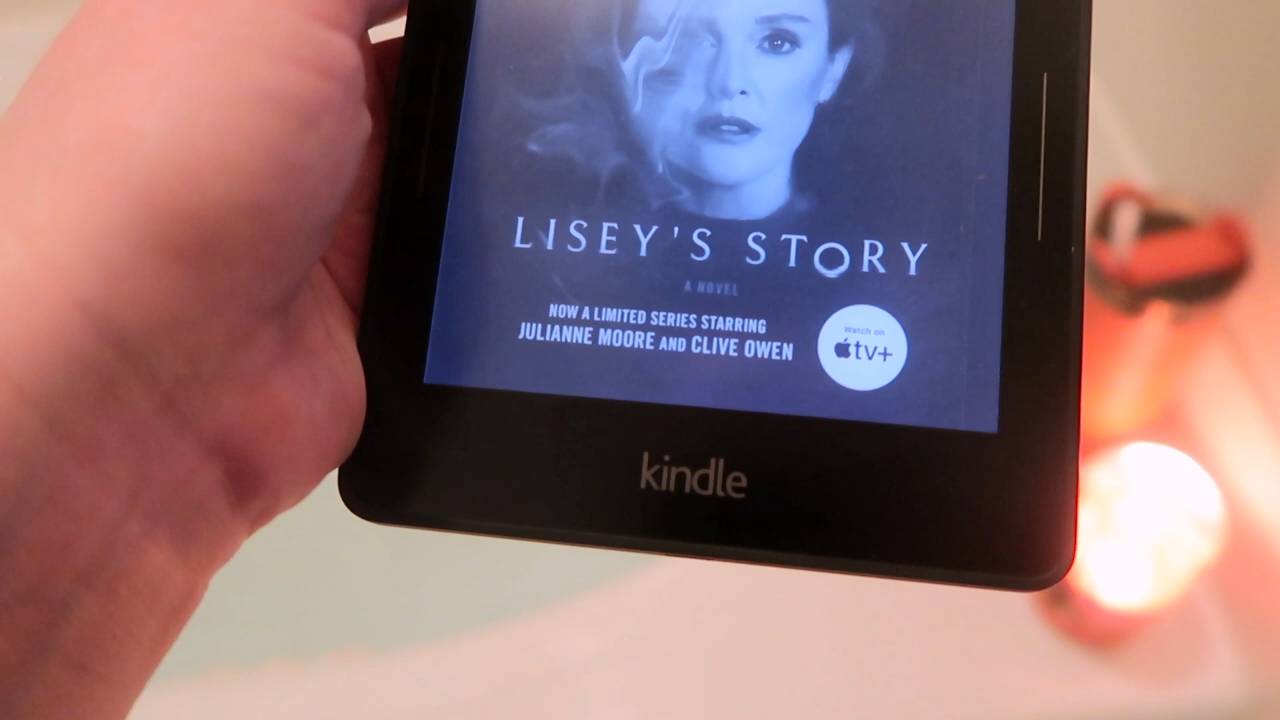 LISEY'S STORY
A NOVEL
NOW A LIMITED SERIES STARRING
JULIANNE MOORE AND CLIVE OWEN
Watch on
tv+
kindle